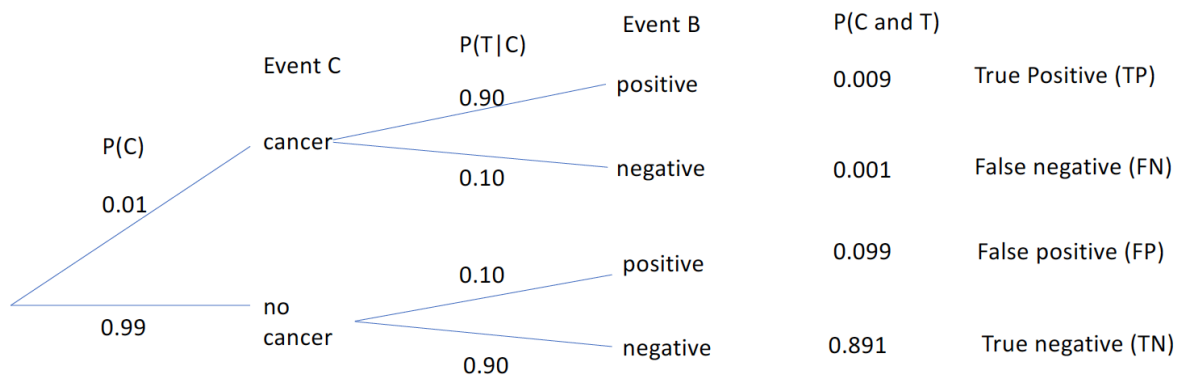 Event C
P(T|C)
Event B
P(C and T)
0.90
positive
0.009
True Positive (TP)
P(C)
cancer
0.01
0.10
negative
0.001
False negative (FN)
0.10
positive
0.099
False positive (FP)
no
cancer
0.99
0.90
negative
0.891
True negative (TN)